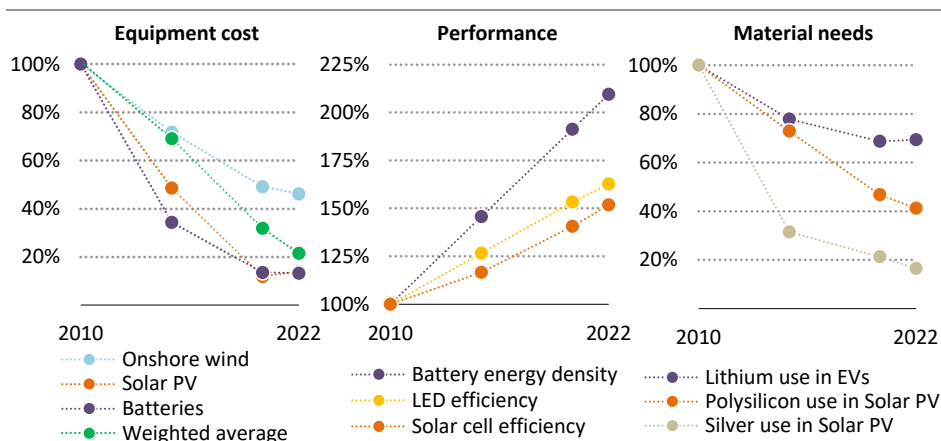 Equipment cost
100%
80%
60%
40%
20%
2010 2022
Onshore wind
Solar PV
Batteries
Weighted average
Performance
225%
200%
175%
150%
125%
100%
2010 2022
Battery energy density
LED efficiency
Solar cell efficiency
Material needs
100%
80%
60%
40%
20%
2010 2022
Lithium use in EVs
Polysilicon use in Solar PV
Silver use in Solar PV